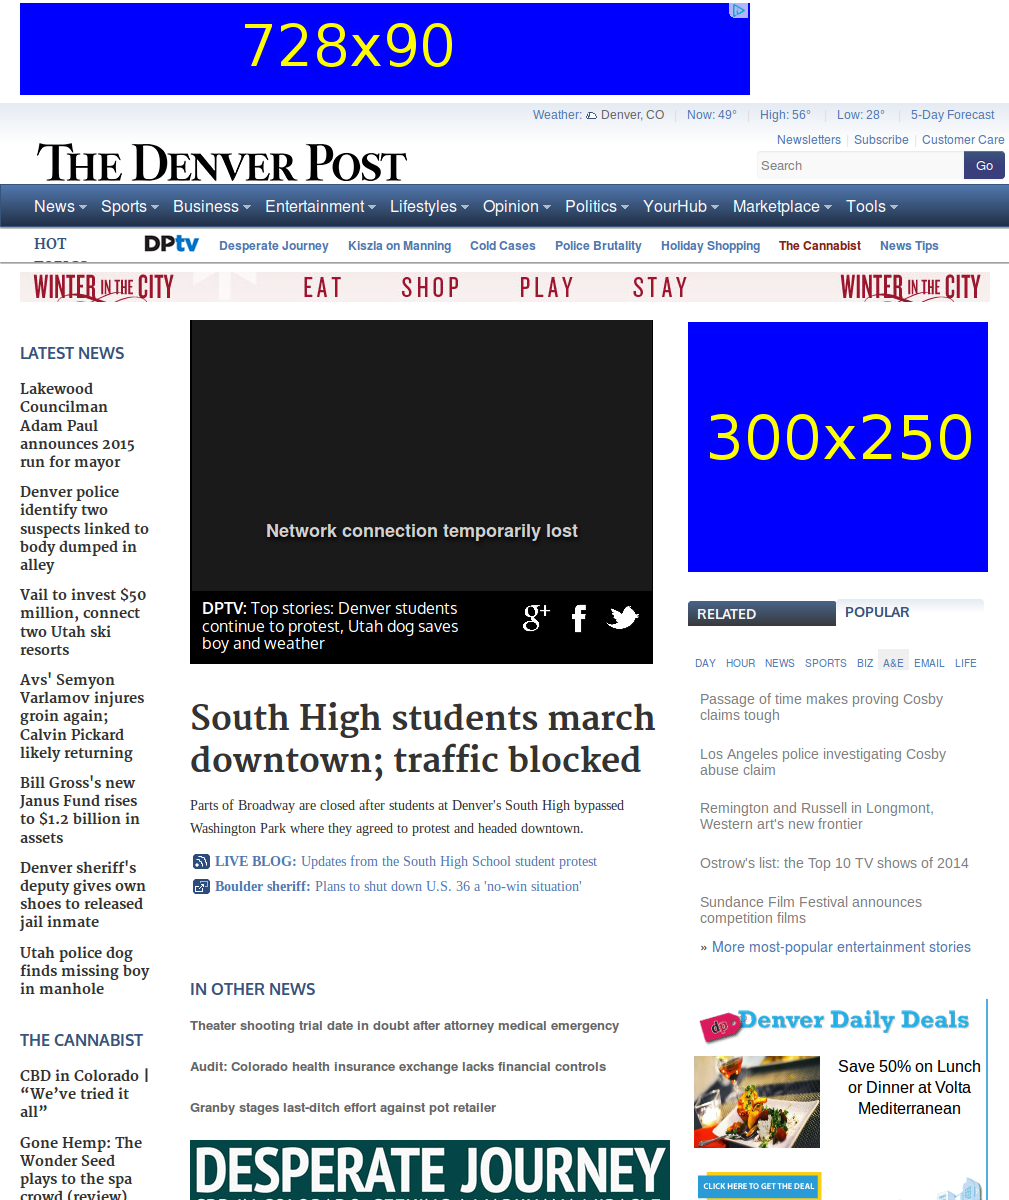 728x90
Weather: Denver, CO | Now: 49° | High: 56° | Low: 28° | 5-Day Forecast
Newsletters | Subscribe | Customer Care
THE DENVER POST
Search Go
News Sports Business Entertainment Lifestyles Opinion Politics YourHub Marketplace Tools
HOT
DPtv Desperate Journey Kiszla on Manning Cold Cases Police Brutality Holiday Shopping The Cannabist News Tips
WINTER IN THE CITY EAT SHOP PLAY STAY WINTER IN THE CITY
LATEST NEWS
Lakewood
Councilman
Adam Paul
announces 2015
run for mayor
Denver police
identify two
suspects linked to
body dumped in
alley
Vail to invest $50
million, connect
two Utah ski
resorts
Avs' Semyon
Varlamov injures
groin again;
Calvin Pickard
likely returning
Bill Gross's new
Janus Fund rises
to $1.2 billion in
assets
Denver sheriff's
deputy gives own
shoes to released
jail inmate
Utah police dog
finds missing boy
in manhole
THE CANNABIST
CBD in Colorado |
“We’ve tried it
all”
Gone Hemp: The
Wonder Seed
plays to the spa
crowd (review)
Network connection temporarily lost
DPTV: Top stories: Denver students
continue to protest, Utah dog saves
boy and weather
South High students march
downtown; traffic blocked
Parts of Broadway are closed after students at Denver's South High bypassed
Washington Park where they agreed to protest and headed downtown.
LIVE BLOG: Updates from the South High School student protest
Boulder sheriff: Plans to shut down U.S. 36 a 'no-win situation'
IN OTHER NEWS
Theater shooting trial date in doubt after attorney medical emergency
Audit: Colorado health insurance exchange lacks financial controls
Granby stages last-ditch effort against pot retailer
DESPERATE JOURNEY
300x250
RELATED POPULAR
DAY HOUR NEWS SPORTS BIZ A&E EMAIL LIFE
Passage of time makes proving Cosby
claims tough
Los Angeles police investigating Cosby
abuse claim
Remington and Russell in Longmont,
Western art's new frontier
Ostrow's list: the Top 10 TV shows of 2014
Sundance Film Festival announces
competition films
» More most-popular entertainment stories
dp Denver Daily Deals
Save 50% on Lunch
or Dinner at Volta
Mediterranean
CLICK HERE TO GET THE DEAL